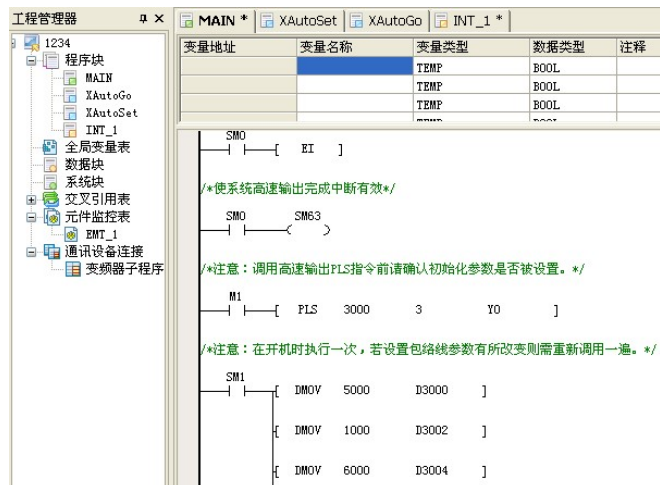 工程管理器
1234
程序块
MAIN
XAutoGo
XAutoSet
INT_1
全局变量表
数据块
系统块
交叉引用表
元件监控表
EMT_1
通讯设备连接
变频器子程序
MAIN * XAutoSet XAutoGo INT_1 *
变量地址 变量名称 变量类型 数据类型 注释
TEMP BOOL
TEMP BOOL
TEMP BOOL
SM0
[ EI ]
/*使系统高速输出完成中断有效*/
SM0 SM63
( )
/*注意：调用高速输出PLS指令前请确认初始化参数是否被设置。*/
M1
[ PLS 3000 3 Y0 ]
/*注意：在开机时执行一次，若设置包络线参数有所改变则需重新调用一遍。*/
SM1
[ DMOV 5000 D3000 ]
[ DMOV 1000 D3002 ]
[ DMOV 6000 D3004 ]